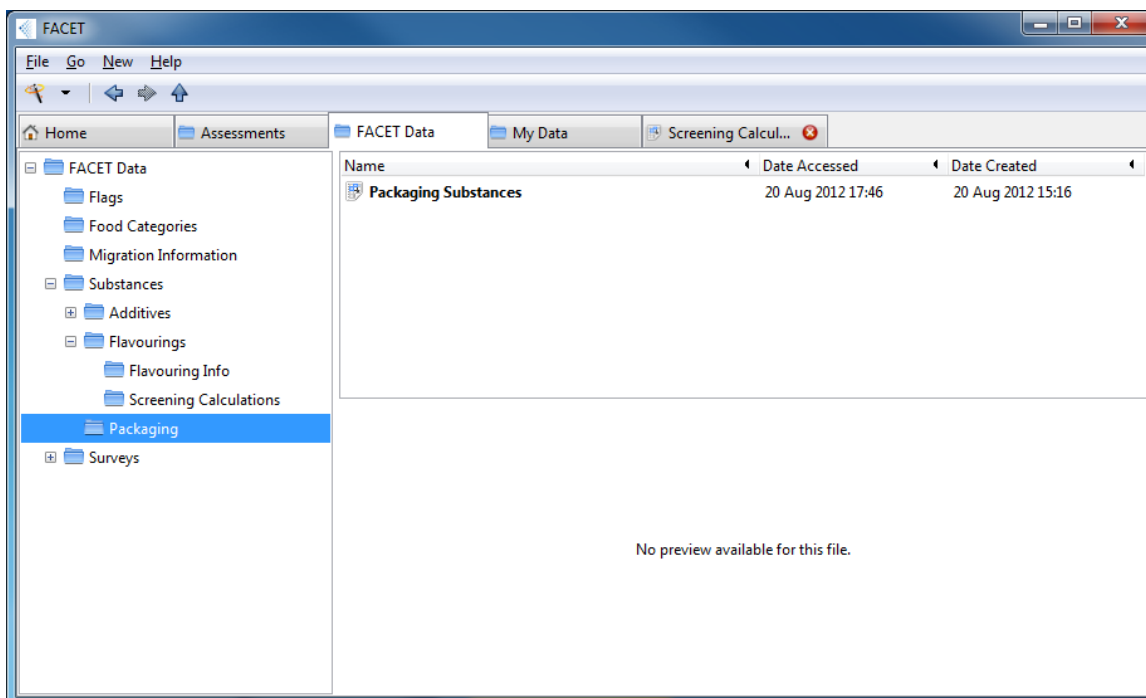 FACET
File Go New Help
Home Assessments FACET Data My Data Screening Calcul...
FACET Data
Flags
Food Categories
Migration Information
Substances
Additives
Flavourings
Flavouring Info
Screening Calculations
Packaging
Surveys
Name Date Accessed Date Created
Packaging Substances 20 Aug 2012 17:46 20 Aug 2012 15:16
No preview available for this file.